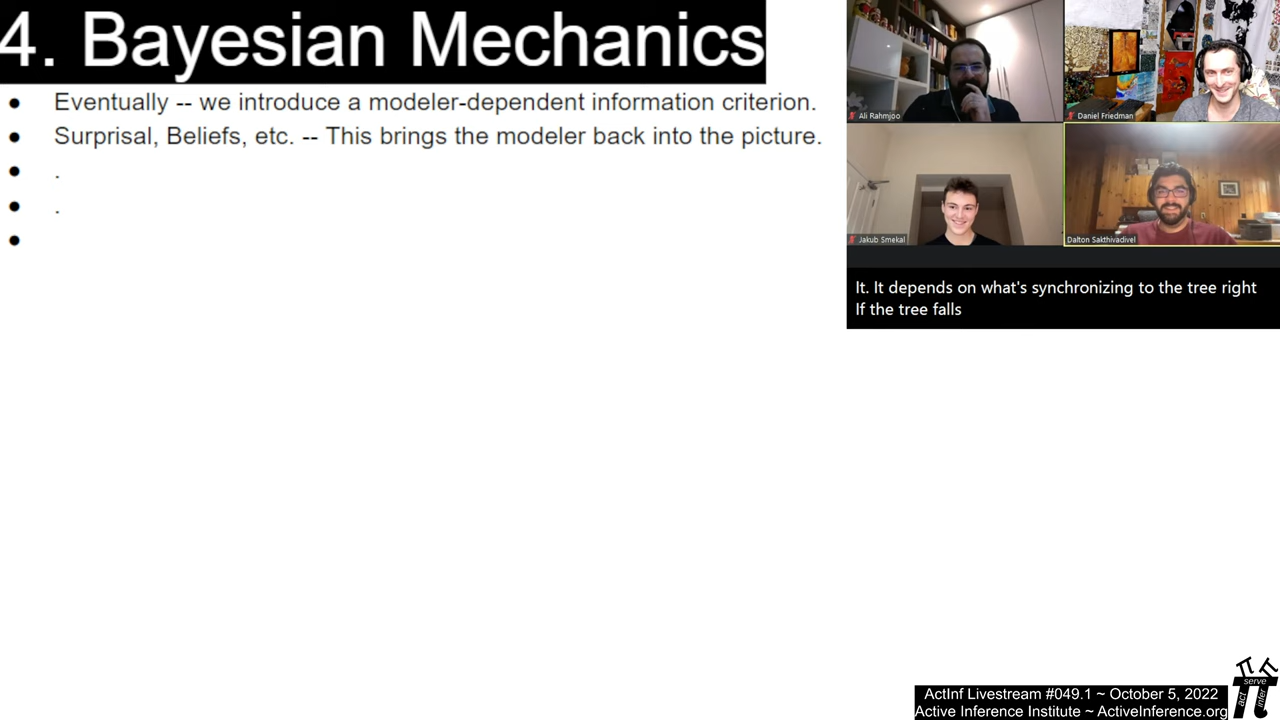 4. Bayesian Mechanics
● Eventually -- we introduce a modeler-dependent information criterion.
● Surprisal, Beliefs, etc. -- This brings the modeler back into the picture.
● .
● .
●
Ali Rahmjoo
Daniel Friedman
Jakub Smekal
Dalton Sakthivadivel
It. It depends on what's synchronizing to the tree right
If the tree falls
ActInf Livestream #049.1 ~ October 5, 2022
Active Inference Institute ~ ActiveInference.org
serve
act
infer